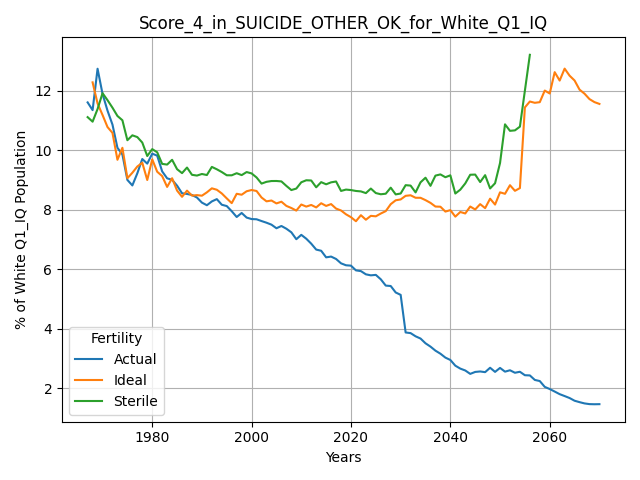 Score_4_in_SUICIDE_OTHER_OK_for_White_Q1_IQ
% of White Q1_IQ Population
12
10
8
6
4
2
Fertility
Actual
Ideal
Sterile
1980
2000
2020
2040
2060
Years